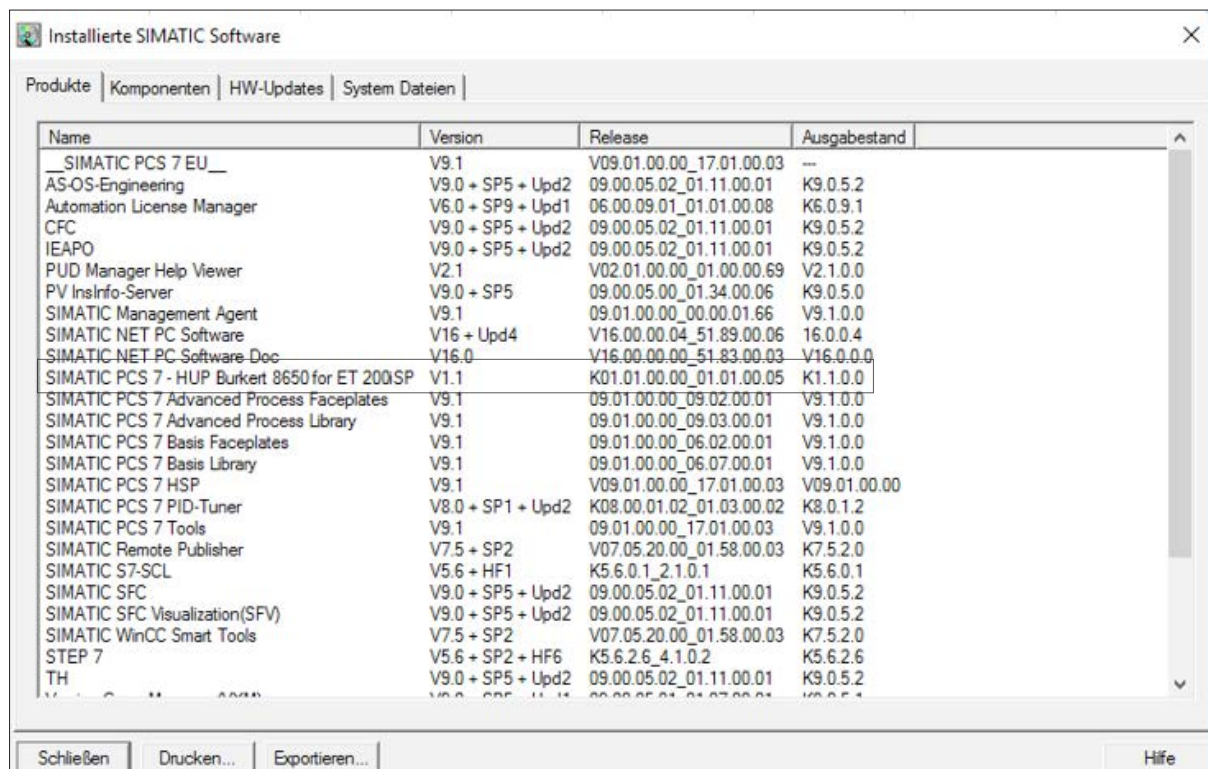 Installierte SIMATIC Software
Produkte Komponenten HW-Updates System Dateien
Name Version Release Ausgabestand
__SIMATIC PCS 7 EU__ V9.1 V09.01.00.00_17.01.00.03 ---
AS-OS-Engineering V9.0 + SP5 + Upd2 09.00.05.02_01.11.00.01 K9.0.5.2
Automation License Manager V6.0 + SP9 + Upd1 06.00.09.01_01.01.00.08 K6.0.9.1
CFC V9.0 + SP5 + Upd2 09.00.05.02_01.11.00.01 K9.0.5.2
IEAPO V9.0 + SP5 + Upd2 09.00.05.02_01.11.00.01 K9.0.5.2
PUD Manager Help Viewer V2.1 V02.01.00.00_01.00.00.69 V2.1.0.0
PV InsInfo-Server V9.0 + SP5 09.00.05.00_01.34.00.06 K9.0.5.0
SIMATIC Management Agent V9.1 09.01.00.00_00.00.01.66 V9.1.0.0
SIMATIC NET PC Software V16 + Upd4 V16.00.00.04_51.89.00.06 16.0.0.4
SIMATIC NET PC Software Doc V16.0 V16.00.00.00_51.83.00.03 V16.0.0.0
SIMATIC PCS 7 - HUP Burkert 8650 for ET 200iSP V1.1 K01.01.00.00_01.01.00.05 K1.1.0.0
SIMATIC PCS 7 Advanced Process Faceplates V9.1 09.01.00.00_09.02.00.01 V9.1.0.0
SIMATIC PCS 7 Advanced Process Library V9.1 09.01.00.00_09.03.00.01 V9.1.0.0
SIMATIC PCS 7 Basis Faceplates V9.1 09.01.00.00_06.02.00.01 V9.1.0.0
SIMATIC PCS 7 Basis Library V9.1 09.01.00.00_06.07.00.01 V9.1.0.0
SIMATIC PCS 7 HSP V9.1 V09.01.00.00_17.01.00.03 V09.01.00.00
SIMATIC PCS 7 PID-Tuner V8.0 + SP1 + Upd2 K08.00.01.02_01.03.00.02 K8.0.1.2
SIMATIC PCS 7 Tools V9.1 09.01.00.00_17.01.00.03 V9.1.0.0
SIMATIC Remote Publisher V7.5 + SP2 V07.05.20.00_01.58.00.03 K7.5.2.0
SIMATIC S7-SCL V5.6 + HF1 K5.6.0.1_2.1.0.1 K5.6.0.1
SIMATIC SFC V9.0 + SP5 + Upd2 09.00.05.02_01.11.00.01 K9.0.5.2
SIMATIC SFC Visualization(SFV) V9.0 + SP5 + Upd2 09.00.05.02_01.11.00.01 K9.0.5.2
SIMATIC WinCC Smart Tools V7.5 + SP2 V07.05.20.00_01.58.00.03 K7.5.2.0
STEP 7 V5.6 + SP2 + HF6 K5.6.2.6_4.1.0.2 K5.6.2.6
TH V9.0 + SP5 + Upd2 09.00.05.02_01.11.00.01 K9.0.5.2
Schließen Drucken... Exportieren... Hilfe